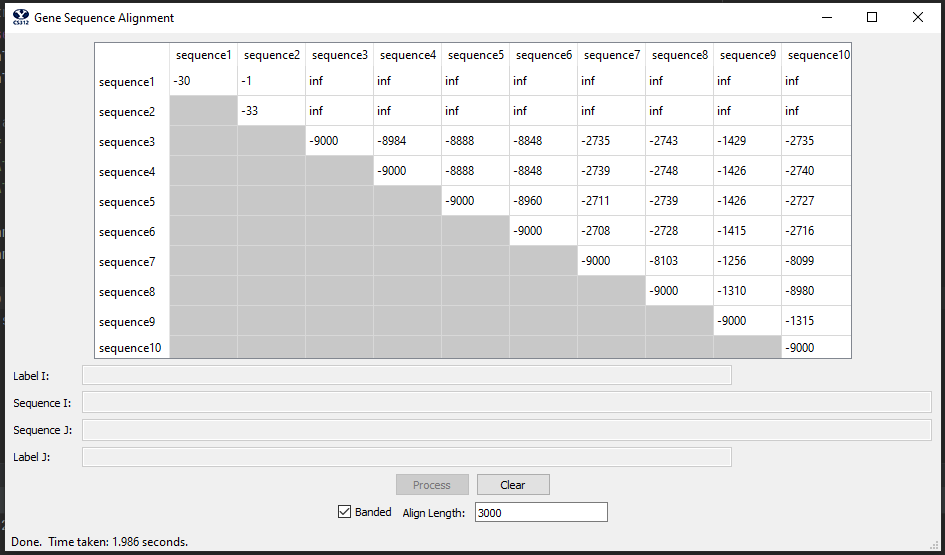 CS312 Gene Sequence Alignment
sequence1 sequence2 sequence3 sequence4 sequence5 sequence6 sequence7 sequence8 sequence9 sequence10
sequence1 -30 -1 inf inf inf inf inf inf inf inf
sequence2 -33 inf inf inf inf inf inf inf inf
sequence3 -9000 -8984 -8888 -8848 -2735 -2743 -1429 -2735
sequence4 -9000 -8888 -8848 -2739 -2748 -1426 -2740
sequence5 -9000 -8960 -2711 -2739 -1426 -2727
sequence6 -9000 -2708 -2728 -1415 -2716
sequence7 -9000 -8103 -1256 -8099
sequence8 -9000 -1310 -8980
sequence9 -9000 -1315
sequence10 -9000
Label I:
Sequence I:
Sequence J:
Label J:
Process Clear
Banded Align Length: 3000
Done. Time taken: 1.986 seconds.